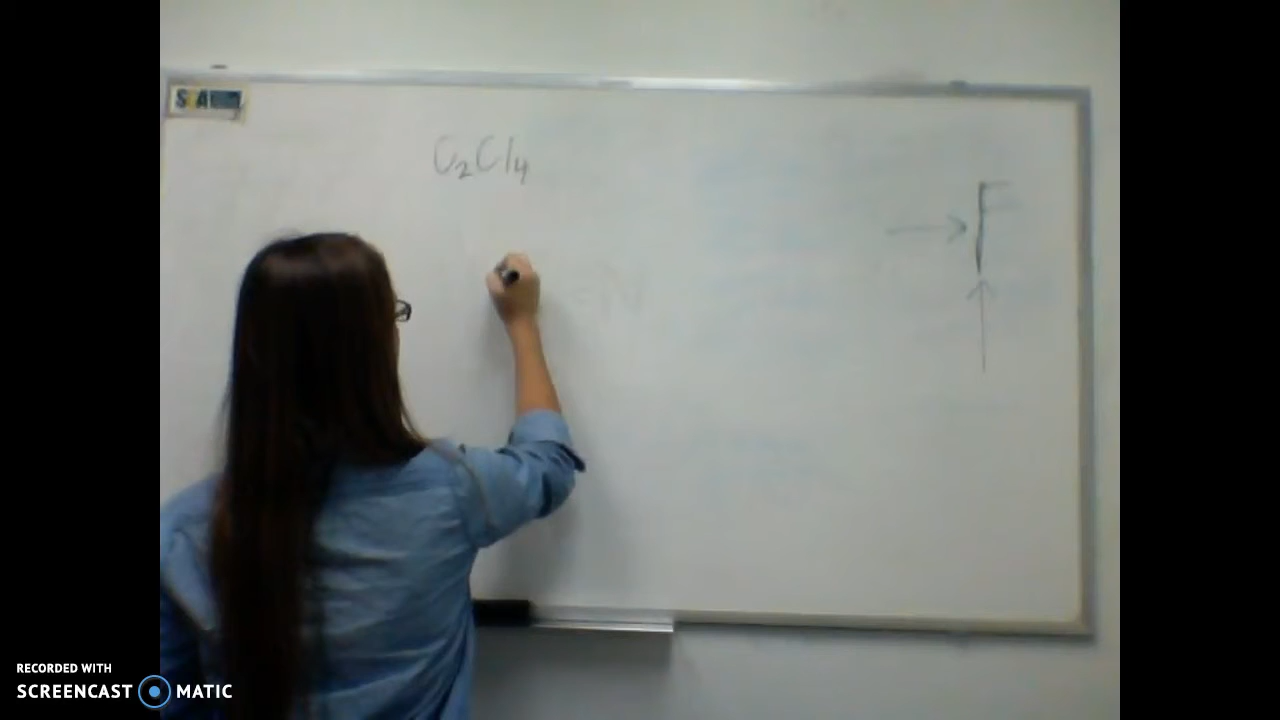 C₂Cl₄
F
=N
RECORDED WITH
SCREENCAST MATIC